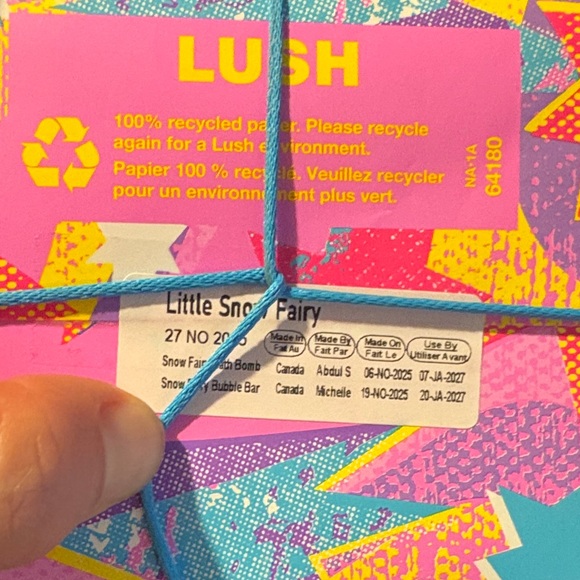 LUSH
100% recycled paper. Please recycle
again for a Lush environment.
Papier 100 % recyclé. Veuillez recycler
pour un environnement plus vert.
NA*1A
64180
Little Snow Fairy
27 NO 2025
Made In Made By Made On Use By
Fait Au Fait Par Fait Le Utiliser Avant
Snow Fairy Bath Bomb Canada Abdul S 06-NO-2025 07-JA-2027
Snow Bubble Bar Canada Michelle 19-NO-2025 20-JA-2027